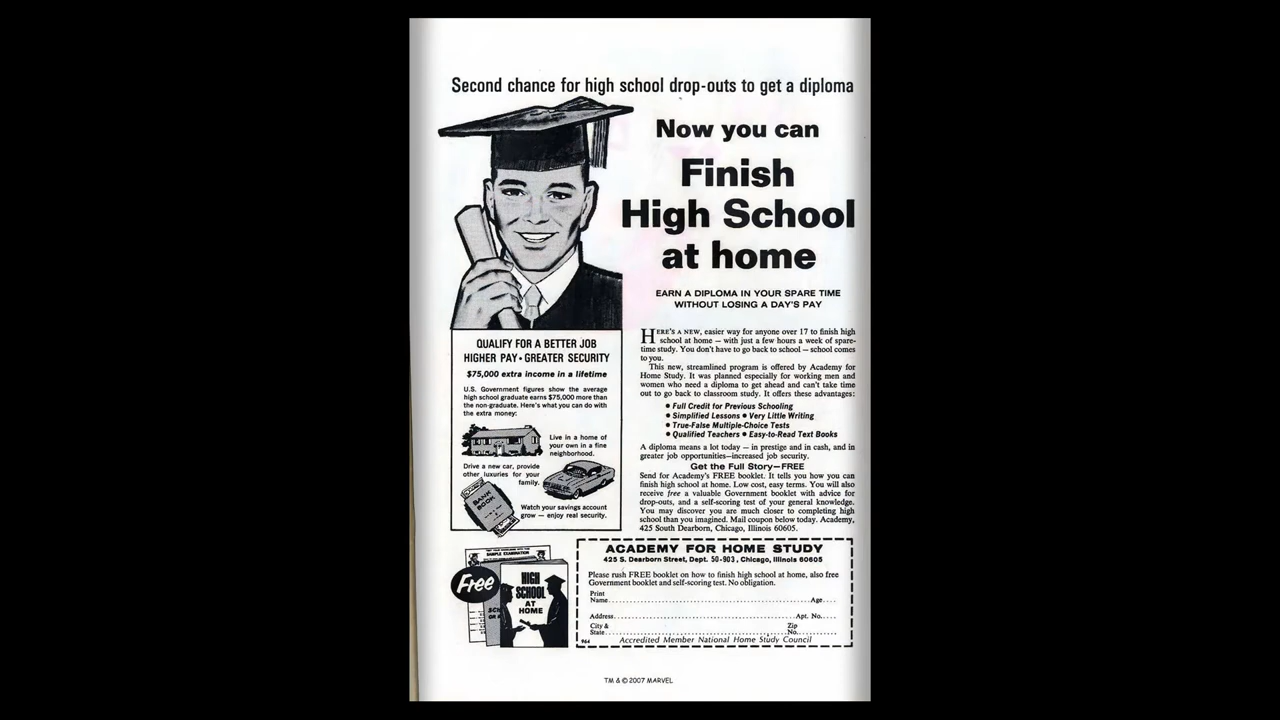 Second chance for high school drop-outs to get a diploma
Now you can
Finish
High School
at home
EARN A DIPLOMA IN YOUR SPARE TIME
WITHOUT LOSING A DAY'S PAY
QUALIFY FOR A BETTER JOB
HIGHER PAY • GREATER SECURITY
$75,000 extra income in a lifetime
U.S. Government figures show the average
high school graduate earns $75,000 more than
the non-graduate. Here's what you can do with
the extra money:
Live in a home of
your own in a fine
neighborhood.
Drive a new car, provide
other luxuries for your
family.
BANK
BOOK
Watch your savings account
grow — enjoy real security.
HERE'S A NEW, easier way for anyone over 17 to finish high
school at home — with just a few hours a week of spare-
time study. You don't have to go back to school — school comes
to you.
This new, streamlined program is offered by Academy for
Home Study. It was planned especially for working men and
women who need a diploma to get ahead and can't take time
out to go back to classroom study. It offers these advantages:
• Full Credit for Previous Schooling
• Simplified Lessons • Very Little Writing
• True-False Multiple-Choice Tests
• Qualified Teachers • Easy-to-Read Text Books
A diploma means a lot today — in prestige and in cash, and in
greater job opportunities—increased job security.
Get the Full Story—FREE
Send for Academy's FREE booklet. It tells you how you can
finish high school at home. Low cost, easy terms. You will also
receive free a valuable Government booklet with advice for
drop-outs, and a self-scoring test of your general knowledge.
You may discover you are much closer to completing high
school than you imagined. Mail coupon below today. Academy,
425 South Dearborn, Chicago, Illinois 60605.
SAMPLE EXAMINATION
Free
HIGH
SCHOOL
AT
HOME
ACADEMY FOR HOME STUDY
425 S. Dearborn Street, Dept. 50-903, Chicago, Illinois 60605
Please rush FREE booklet on how to finish high school at home, also free
Government booklet and self-scoring test. No obligation.
Print
Name.......Age....
Address.......Apt. No....
City & Zip
State.......No.......
964 Accredited Member National Home Study Council
TM & © 2007 MARVEL